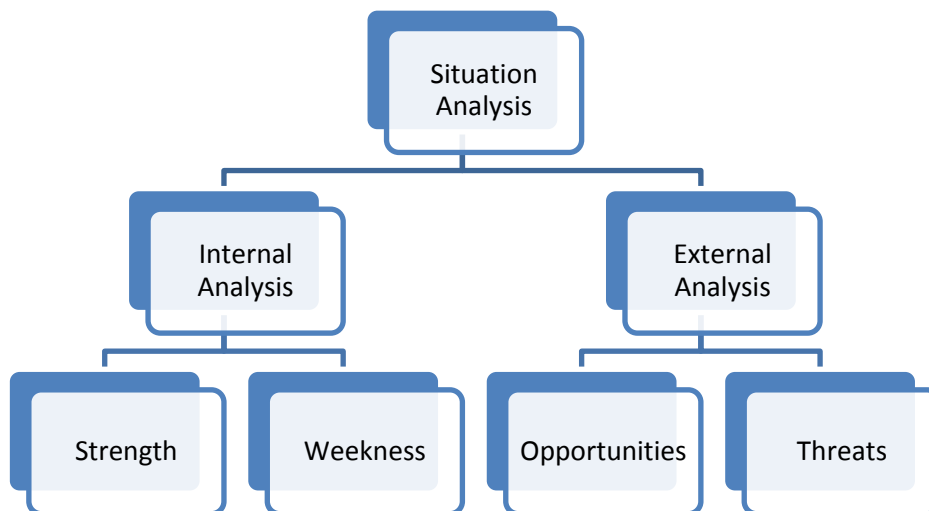 Situation
Analysis
Internal
Analysis
External
Analysis
Strength
Weekness
Opportunities
Threats